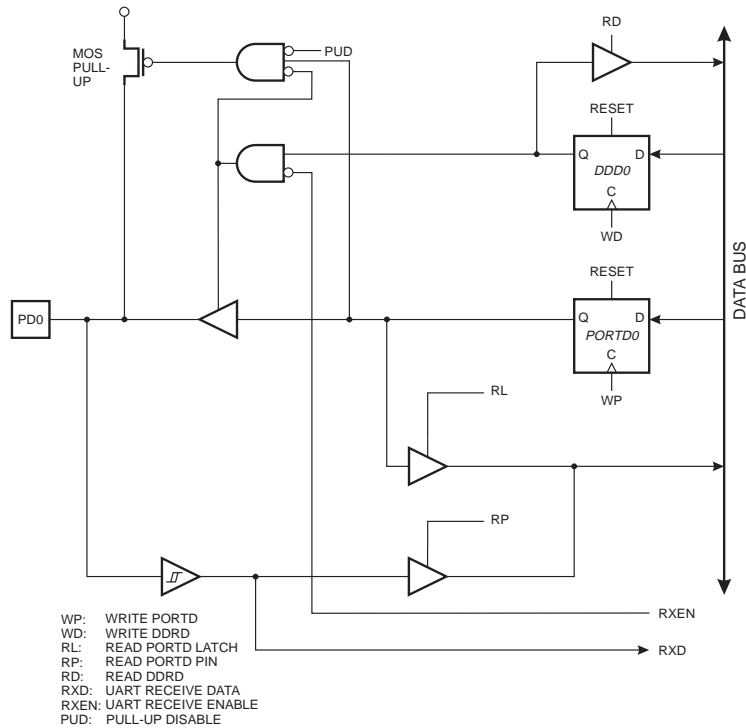 RD
MOS
PULL-
UP
PUD
RESET
Q D
DDD0
C
WD
RESET
PD0
Q D
PORTD0
C
WP
DATA BUS
RL
RP
RXEN
RXD
WP: WRITE PORTD
WD: WRITE DDRD
RL: READ PORTD LATCH
RP: READ PORTD PIN
RD: READ DDRD
RXD: UART RECEIVE DATA
RXEN: UART RECEIVE ENABLE
PUD: PULL-UP DISABLE